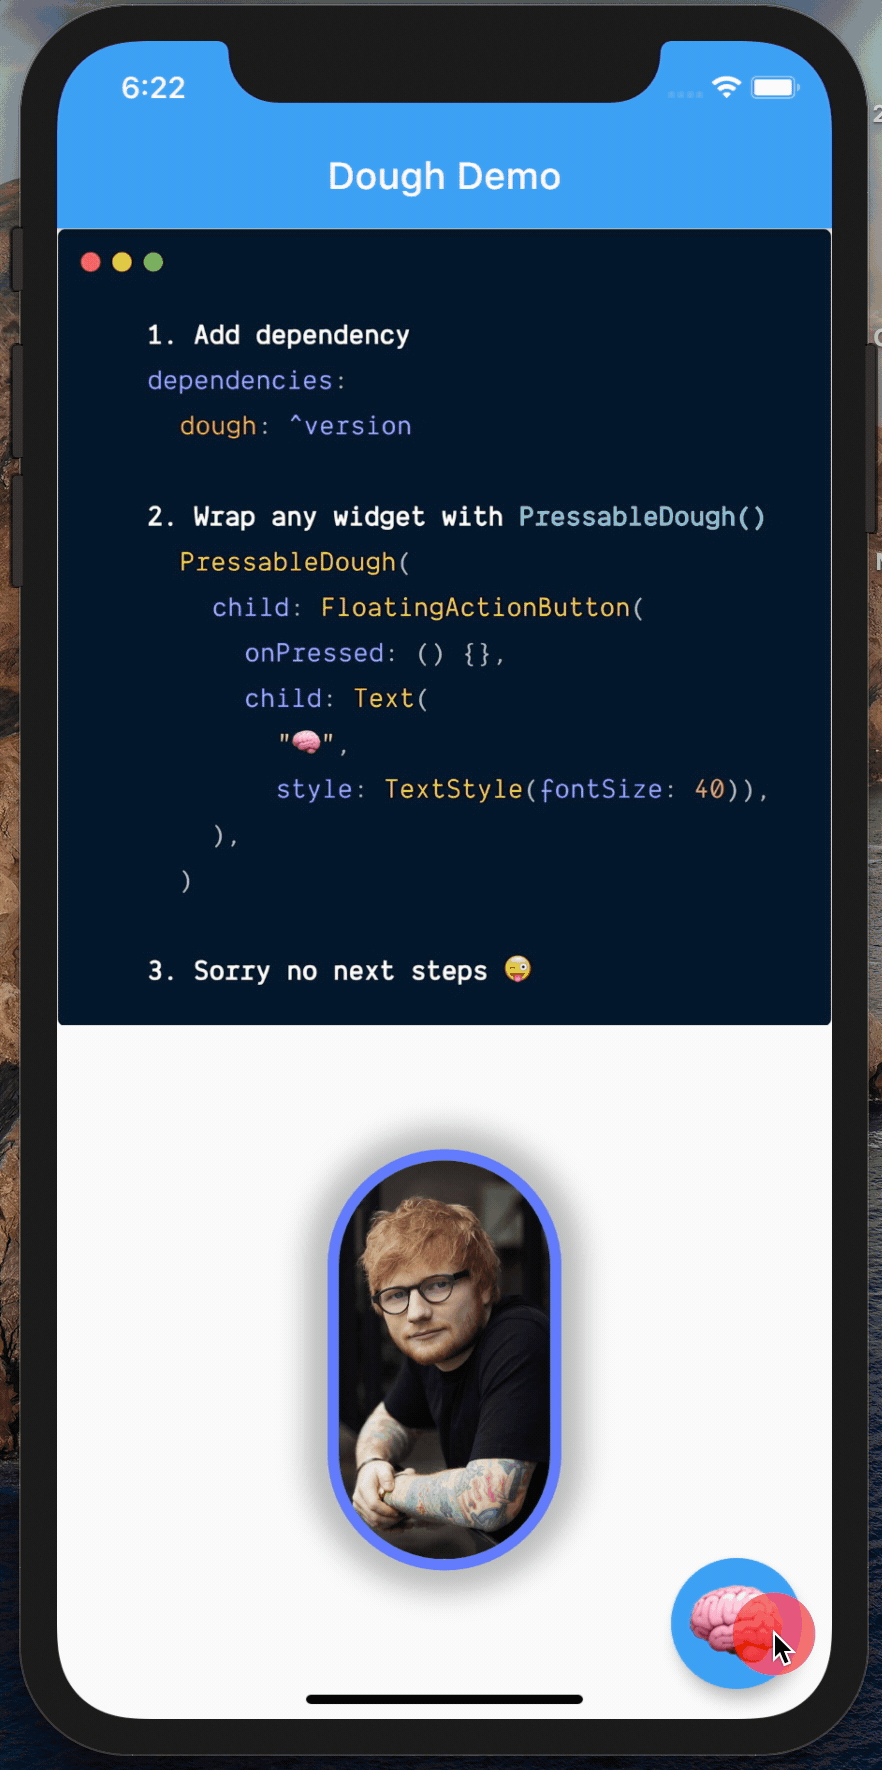 6:22
Dough Demo
1. Add dependency
dependencies:
dough: ^version
2. Wrap any widget with PressableDough()
PressableDough(
child: FloatingActionButton(
onPressed: () {},
child: Text(
"🧠",
style: TextStyle(fontSize: 40)),
),
)
3. Sorry no next steps 😜